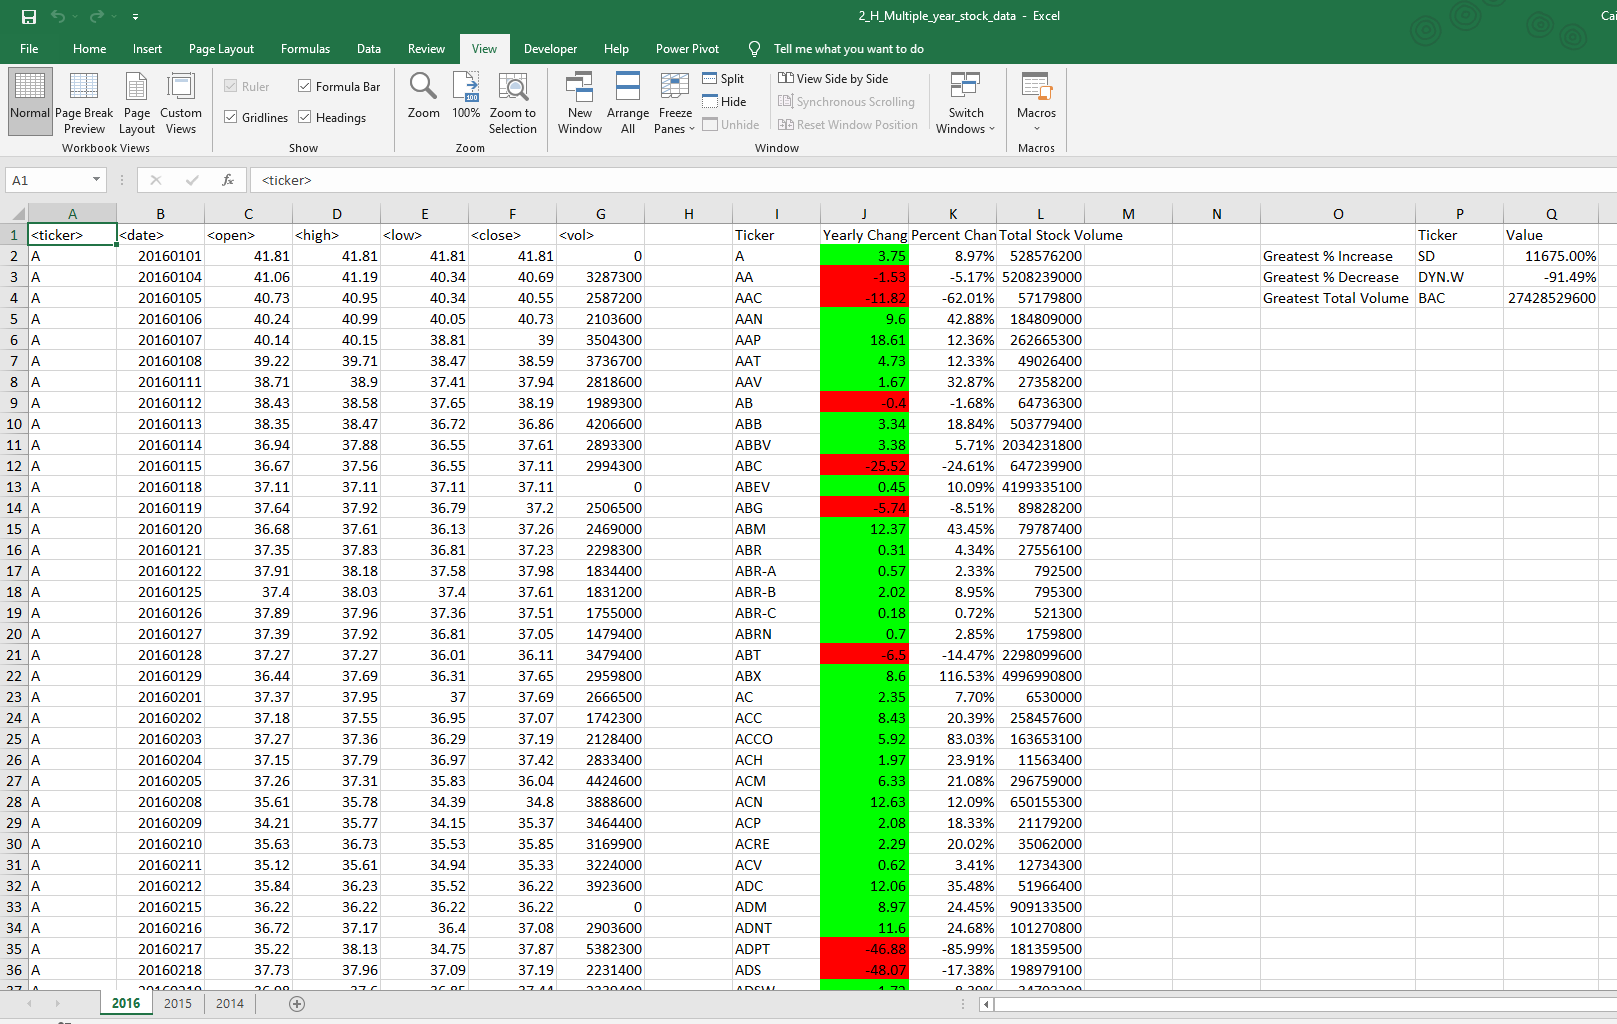 2_H_Multiple_year_stock_data - Excel
Cai
File Home Insert Page Layout Formulas Data Review View Developer Help Power Pivot Tell me what you want to do
Normal Page Break Preview Page Layout Custom Views
Workbook Views
Ruler Formula Bar
Gridlines Headings
Show
Zoom 100% Zoom to Selection
Zoom
New Window Arrange All Freeze Panes
Split
Hide
Unhide
View Side by Side
Synchronous Scrolling
Reset Window Position
Window
Switch Windows
Macros
Macros
A1 fx <ticker>
A B C D E F G H I J K L M N O P Q
1 <ticker> <date> <open> <high> <low> <close> <vol> Ticker Yearly Chang Percent Chan Total Stock Volume Ticker Value
2 A 20160101 41.81 41.81 41.81 41.81 0 A 3.75 8.97% 528576200 Greatest % Increase SD 11675.00%
3 A 20160104 41.06 41.19 40.34 40.69 3287300 AA -1.53 -5.17% 5208239000 Greatest % Decrease DYN.W -91.49%
4 A 20160105 40.73 40.95 40.34 40.55 2587200 AAC -11.82 -62.01% 57179800 Greatest Total Volume BAC 27428529600
5 A 20160106 40.24 40.99 40.05 40.73 2103600 AAN 9.6 42.88% 184809000
6 A 20160107 40.14 40.15 38.81 39 3504300 AAP 18.61 12.36% 262665300
7 A 20160108 39.22 39.71 38.47 38.59 3736700 AAT 4.73 12.33% 49026400
8 A 20160111 38.71 38.9 37.41 37.94 2818600 AAV 1.67 32.87% 27358200
9 A 20160112 38.43 38.58 37.65 38.19 1989300 AB -0.4 -1.68% 64736300
10 A 20160113 38.35 38.47 36.72 36.86 4206600 ABB 3.34 18.84% 503779400
11 A 20160114 36.94 37.88 36.55 37.61 2893300 ABBV 3.38 5.71% 2034231800
12 A 20160115 36.67 37.56 36.55 37.11 2994300 ABC -25.52 -24.61% 647239900
13 A 20160118 37.11 37.11 37.11 37.11 0 ABEV 0.45 10.09% 4199335100
14 A 20160119 37.64 37.92 36.79 37.2 2506500 ABG -5.74 -8.51% 89828200
15 A 20160120 36.68 37.61 36.13 37.26 2469000 ABM 12.37 43.45% 79787400
16 A 20160121 37.35 37.83 36.81 37.23 2298300 ABR 0.31 4.34% 27556100
17 A 20160122 37.91 38.18 37.58 37.98 1834400 ABR-A 0.57 2.33% 792500
18 A 20160125 37.4 38.03 37.4 37.51 1831200 ABR-B 2.02 8.95% 795300
19 A 20160126 37.89 37.96 37.36 37.51 1755000 ABR-C 0.18 0.72% 521300
20 A 20160127 37.39 37.92 36.81 37.05 1479400 ABRN 0.7 2.85% 1759800
21 A 20160128 37.27 37.27 36.01 36.11 3479400 ABT -6.5 -14.47% 2298099600
22 A 20160129 36.44 37.69 36.31 37.65 2959800 ABX 8.6 116.53% 4996990800
23 A 20160201 37.37 37.95 37 37.69 2666500 AC 2.35 7.70% 6530000
24 A 20160202 37.18 37.55 36.95 37.07 1742300 ACC 8.43 20.39% 258457600
25 A 20160203 37.27 37.36 36.29 37.19 2128400 ACCO 5.92 83.03% 163653100
26 A 20160204 37.15 37.79 36.97 37.42 2833400 ACH 1.97 23.91% 11563400
27 A 20160205 37.26 37.31 35.83 36.04 4424600 ACM 6.33 21.08% 296759000
28 A 20160208 35.61 35.78 34.39 34.8 3888600 ACN 12.63 12.09% 650155300
29 A 20160209 34.21 35.77 34.15 35.37 3464400 ACP 2.08 18.33% 21179200
30 A 20160210 35.63 36.73 35.53 35.85 3169900 ACRE 2.29 20.02% 35062000
31 A 20160211 35.12 35.61 34.94 35.33 3224000 ACV 0.62 3.41% 12734300
32 A 20160212 35.84 36.23 35.52 36.22 3923600 ADC 12.06 35.48% 51966400
33 A 20160215 36.22 36.22 36.22 36.22 0 ADM 8.97 24.45% 909133500
34 A 20160216 36.72 37.17 36.4 37.08 2903600 ADNT 11.6 24.68% 101270800
35 A 20160217 35.22 38.13 34.75 37.87 5382300 ADPT -46.88 -85.99% 181359500
36 A 20160218 37.73 37.96 37.09 37.19 2231400 ADS -48.07 -17.38% 198979100
2016 2015 2014